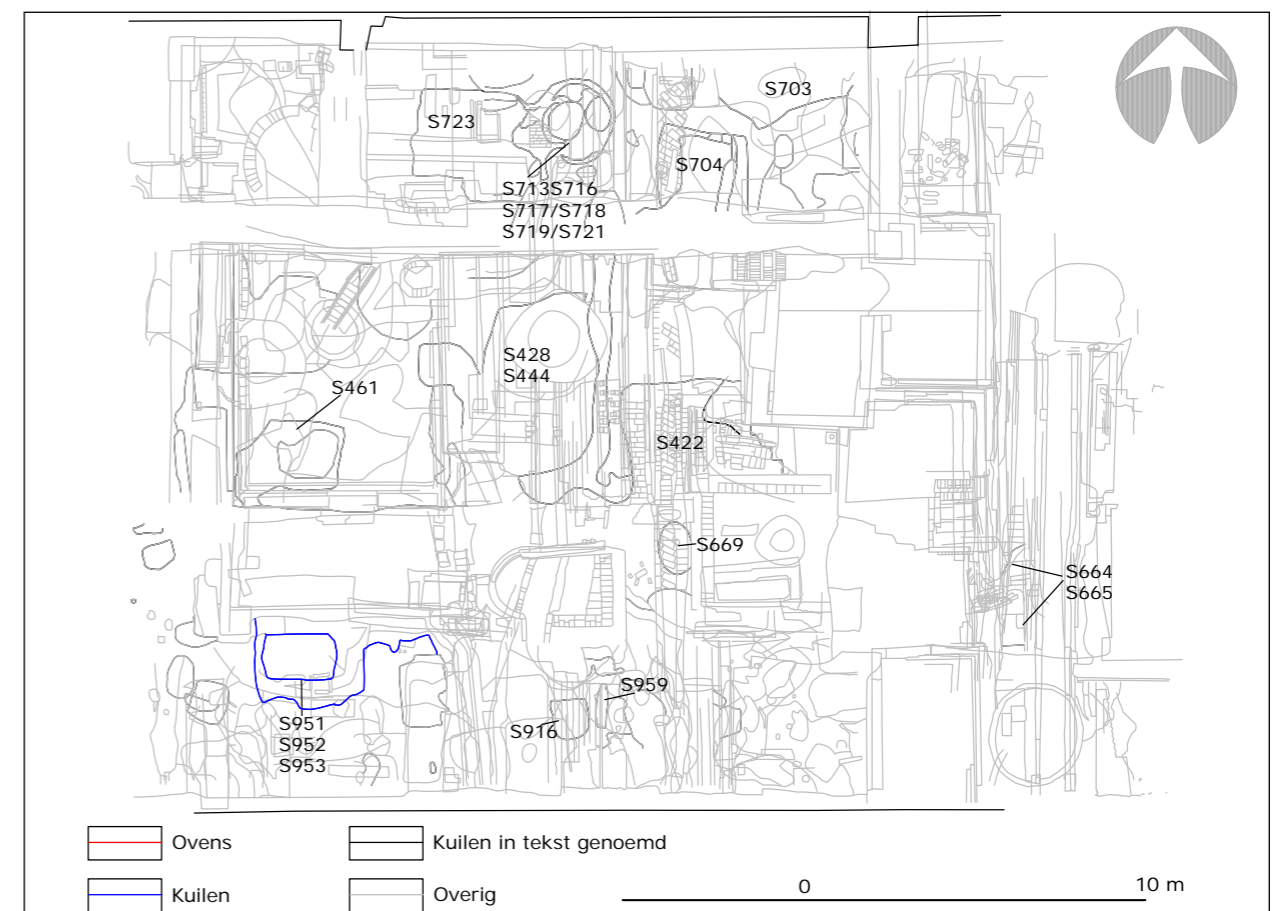 S703
S723
S704
S713S716
S717/S718
S719/S721
S428
S444
S461
S422
S669
S664
S665
S959
S916
S951
S952
S953
Ovens
Kuilen in tekst genoemd
Kuilen
Overig
0
10 m